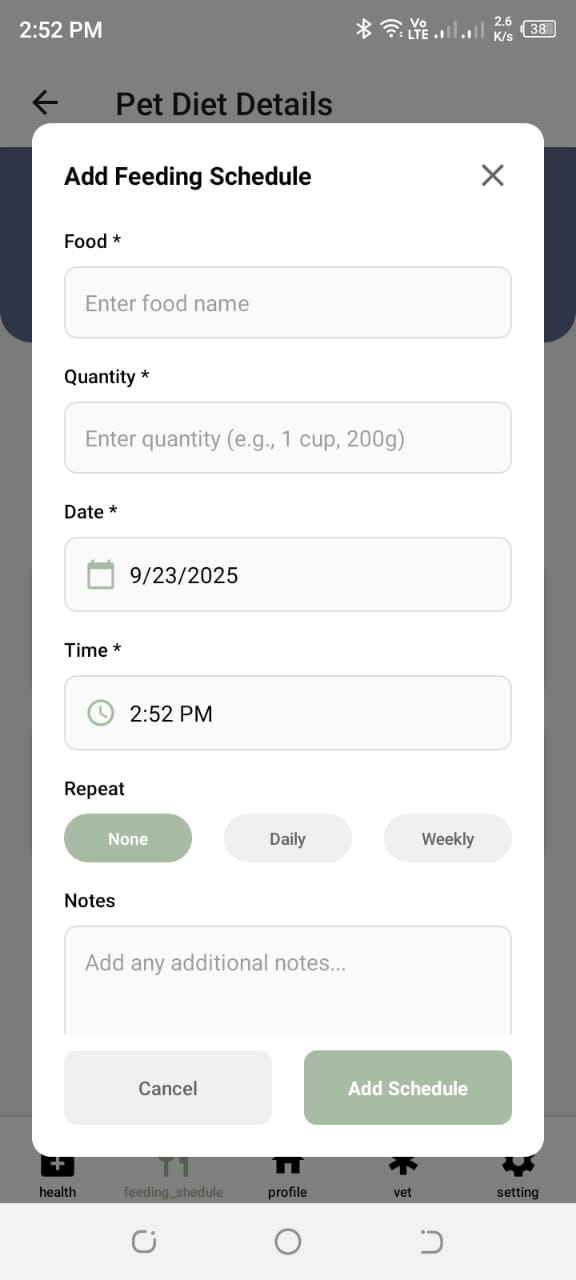 2:52 PM
Vo
LTE
2.6
K/s
38
Pet Diet Details
Add Feeding Schedule
Food *
Enter food name
Quantity *
Enter quantity (e.g., 1 cup, 200g)
Date *
9/23/2025
Time *
2:52 PM
Repeat
None Daily Weekly
Notes
Add any additional notes...
Cancel Add Schedule
health feeding_shedule profile vet setting